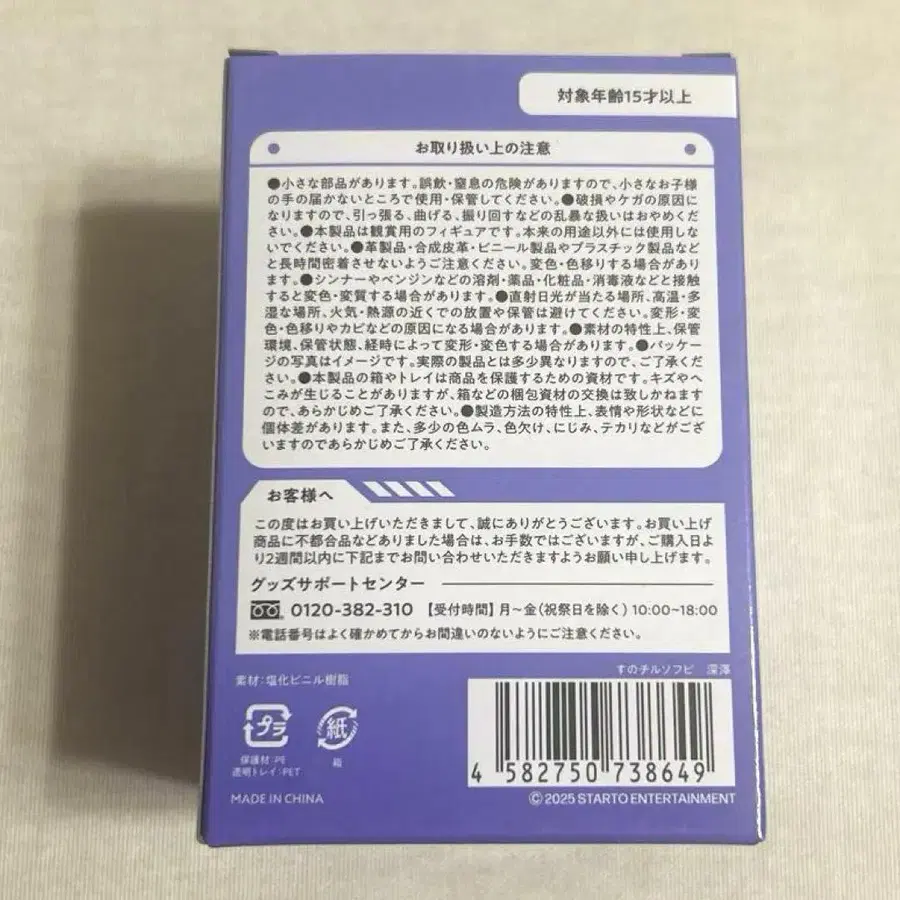 対象年齢15才以上
お取り扱い上の注意
●小さな部品があります。誤飲・窒息の危険がありますので、小さなお子様
の手の届かないところで使用・保管してください。●破損やケガの原因に
なりますので、引っ張る、曲げる、振り回すなどの乱暴な扱いはおやめくだ
さい。●本製品は観賞用のフィギュアです。本来の用途以外には使用し
ないでください。●革製品・合成皮革・ビニール製品やプラスチック製品など
と長時間密着させないようご注意ください。変色・色移りする場合があり
ます。●シンナーやベンジンなどの溶剤・薬品・化粧品・消毒液などと接触
すると変色・変質する場合があります。●直射日光が当たる場所、高温・多
湿な場所、火気・熱源の近くでの放置や保管は避けてください。変形・変
色・色移りやカビなどの原因になる場合があります。●素材の特性上、保管
環境、保管状態、経時によって変形・変色する場合があります。●パッケー
ジの写真はイメージです。実際の製品とは多少異なりますので、ご了承くだ
さい。●本製品の箱やトレイは商品を保護するための資材です。キズやへ
こみが生じることがありますが、箱などの梱包資材の交換は致しかねます
ので、あらかじめご了承ください。●製造方法の特性上、表情や形状などに
個体差があります。また、多少の色ムラ、色欠け、にじみ、テカリなどがござ
いますのであらかじめご了承ください。
お客様へ
この度はお買い上げいただきまして、誠にありがとうございます。お買い上げ
商品に不都合品などありました場合は、お手数ではございますが、ご購入日よ
り2週間以内に下記までお問い合わせいただきますようお願い申し上げます。
グッズサポートセンター
0120-382-310 【受付時間】月〜金(祝祭日を除く)10:00〜18:00
※電話番号はよく確かめてからお間違いのないようにご注意ください。
すのチルソフビ 深澤
素材:塩化ビニル樹脂
プラ
紙
保護材:PE
透明トレイ:PET
箱
4 582750 738649
MADE IN CHINA
©2025 STARTO ENTERTAINMENT